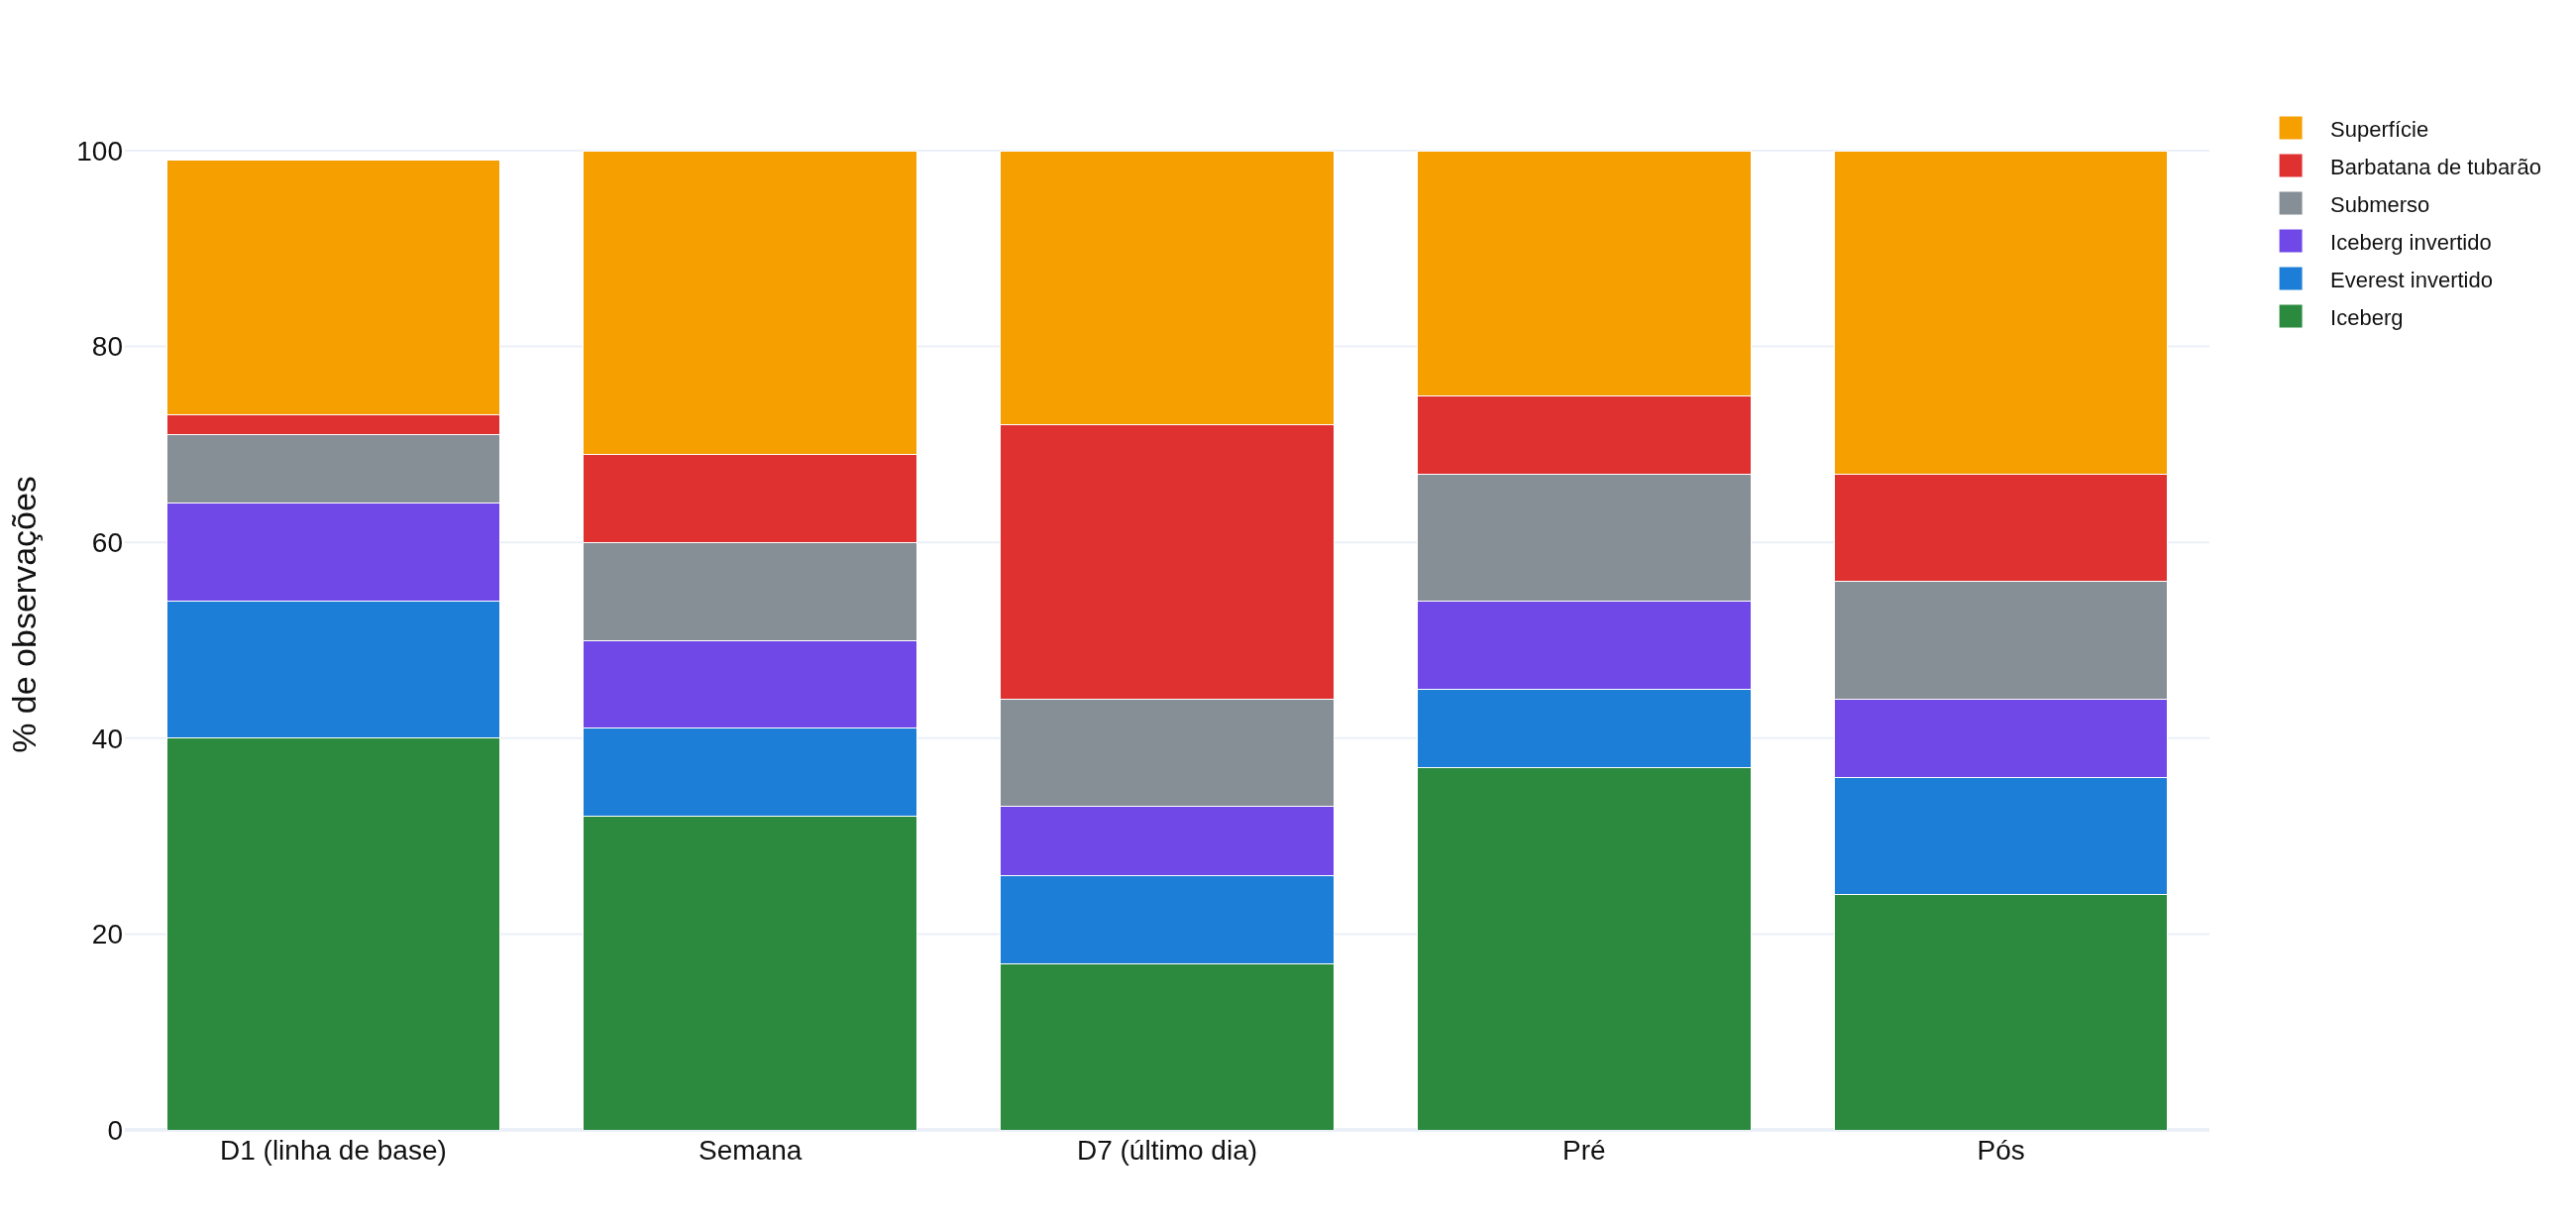 % de observações
100
80
60
40
20
0
D1 (linha de base)
Semana
D7 (último dia)
Pré
Pós
Superfície
Barbatana de tubarão
Submerso
Iceberg invertido
Everest invertido
Iceberg